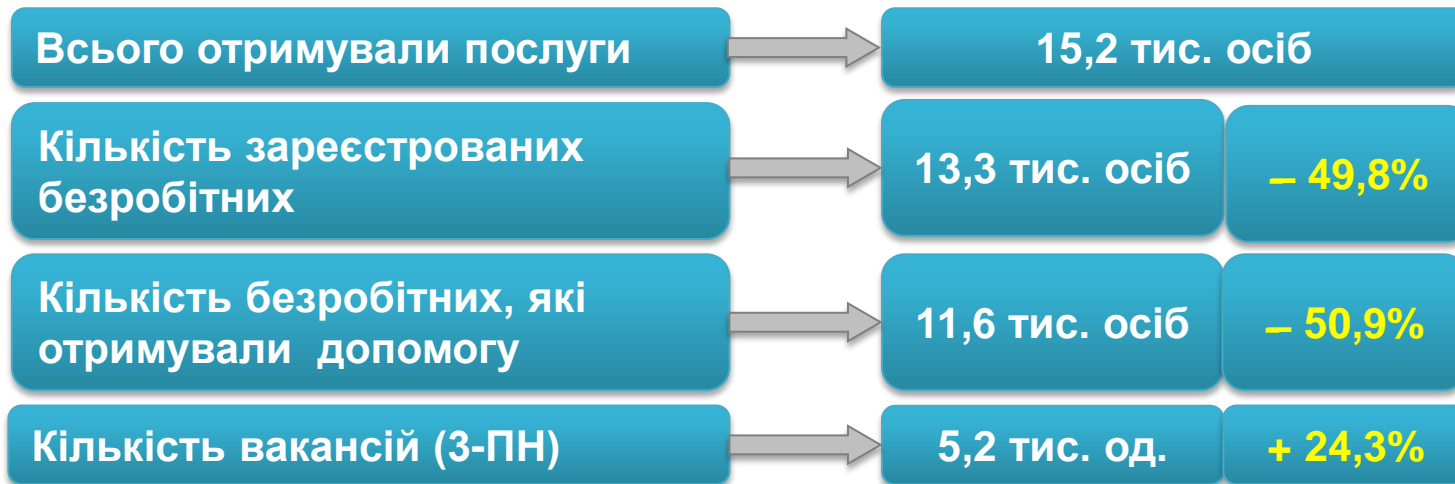 Всього отримували послуги
15,2 тис. осіб
Кількість зареєстрованих
безробітних
13,3 тис. осіб
– 49,8%
Кількість безробітних, які
отримували допомогу
11,6 тис. осіб
– 50,9%
Кількість вакансій (3-ПН)
5,2 тис. од.
+ 24,3%